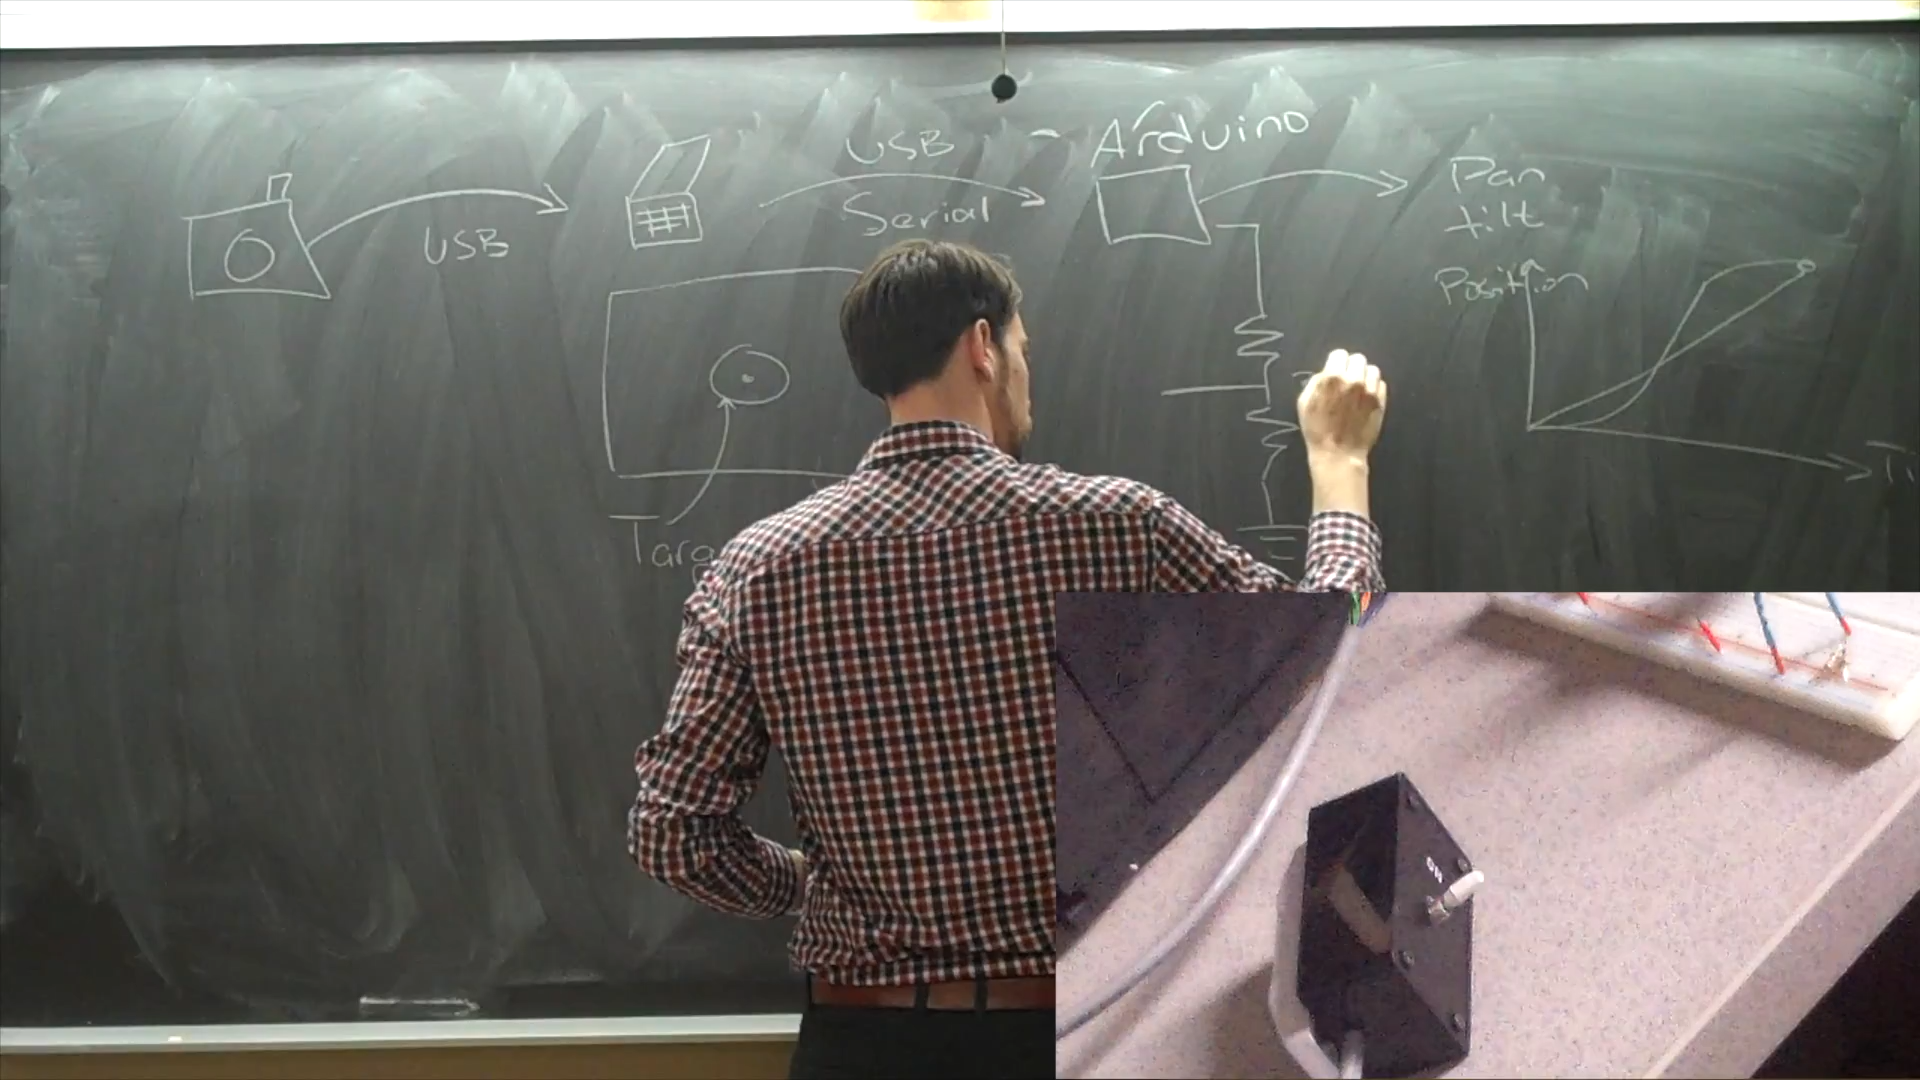 USB
USB
Serial
Arduino
Pan
tilt
Position